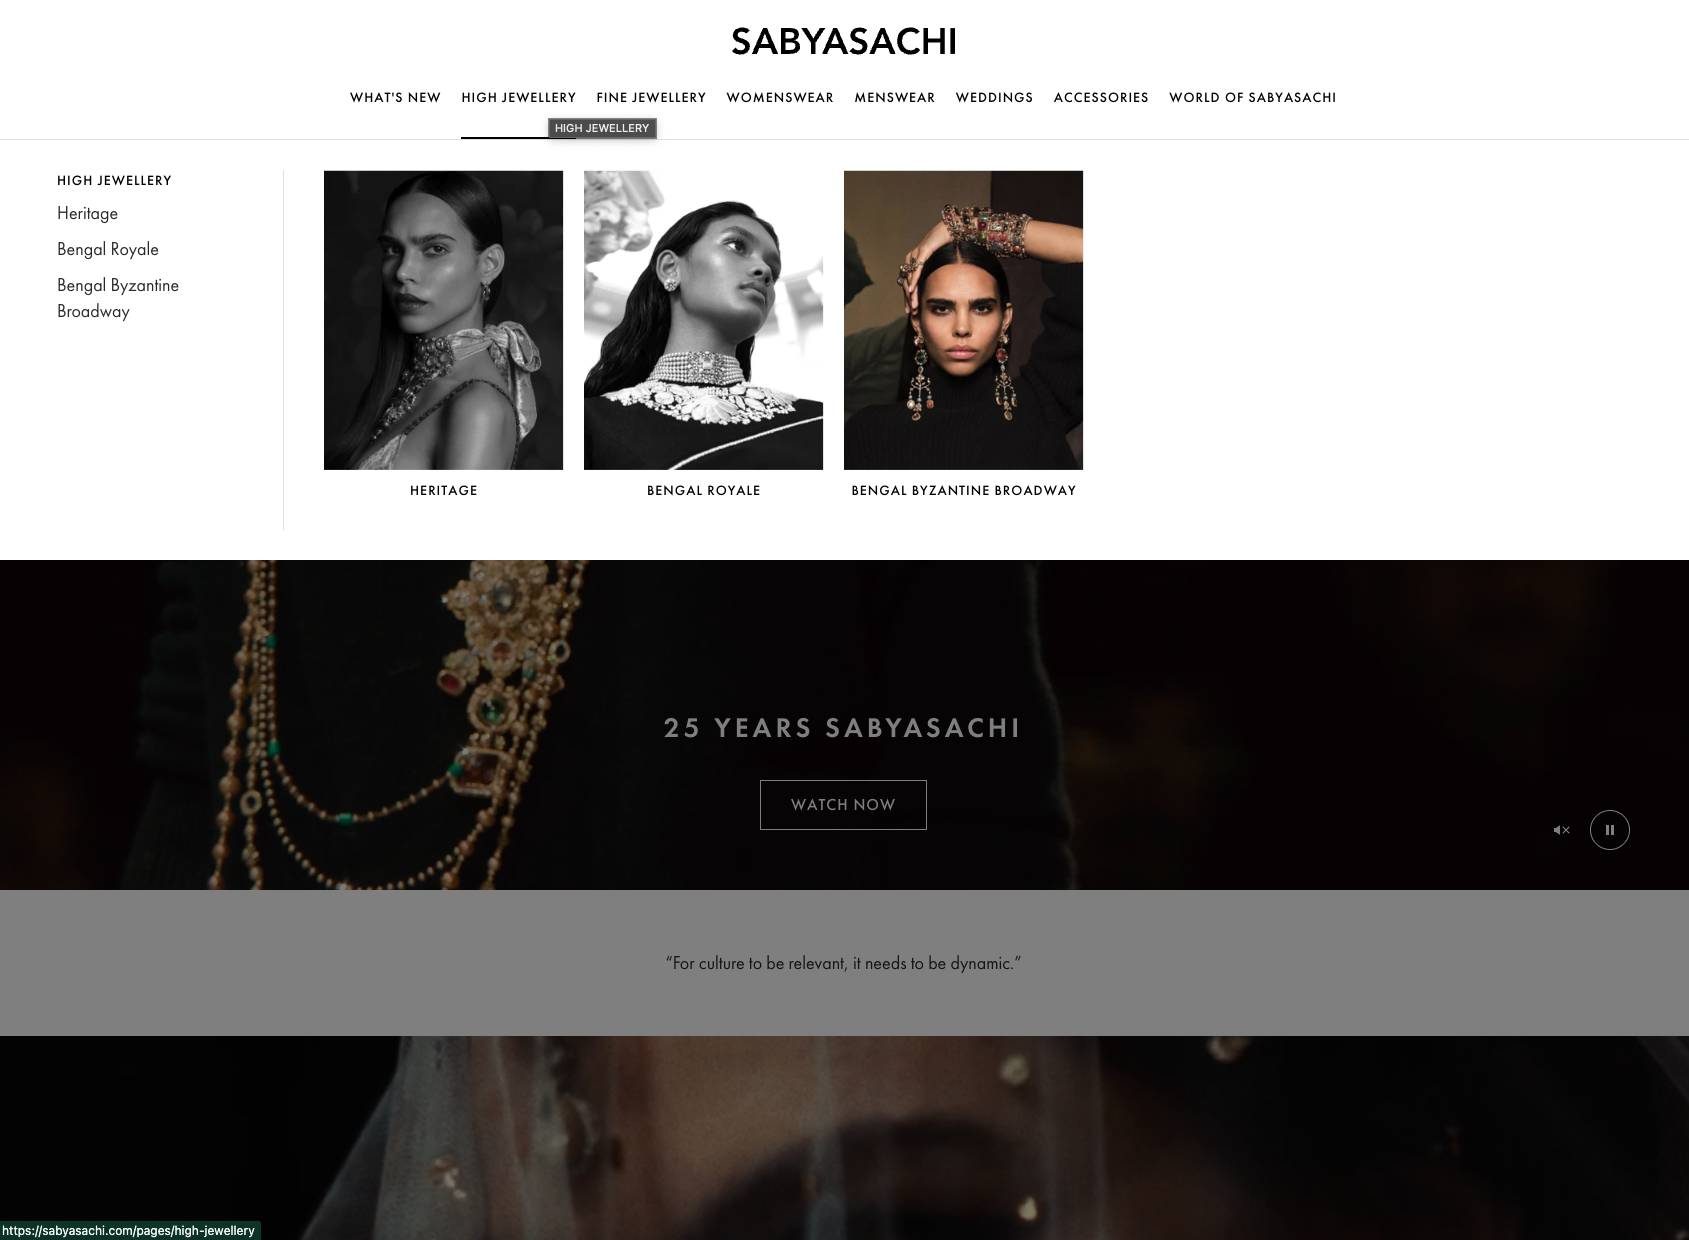 SABYASACHI
WHAT'S NEW
HIGH JEWELLERY
FINE JEWELLERY
WOMENSWEAR
MENSWEAR
WEDDINGS
ACCESSORIES
WORLD OF SABYASACHI
HIGH JEWELLERY
HIGH JEWELLERY
Heritage
Bengal Royale
Bengal Byzantine
Broadway
HERITAGE
BENGAL ROYALE
BENGAL BYZANTINE BROADWAY
25 YEARS SABYASACHI
WATCH NOW
“For culture to be relevant, it needs to be dynamic.”
https://sabyasachi.com/pages/high-jewellery